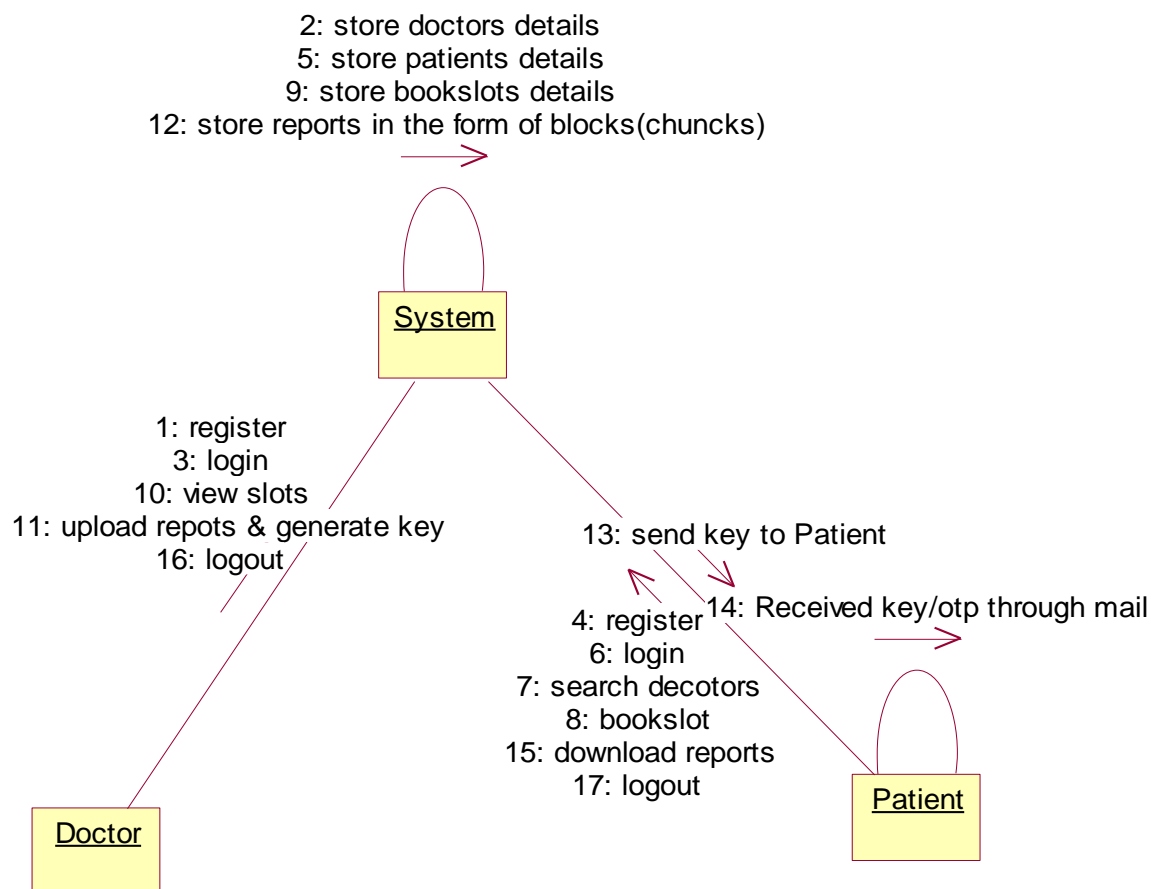 2: store doctors details
5: store patients details
9: store bookslots details
12: store reports in the form of blocks(chuncks)
System
1: register
3: login
10: view slots
11: upload repots & generate key
16: logout
13: send key to Patient
14: Received key/otp through mail
4: register
6: login
7: search decotors
8: bookslot
15: download reports
17: logout
Patient
Doctor